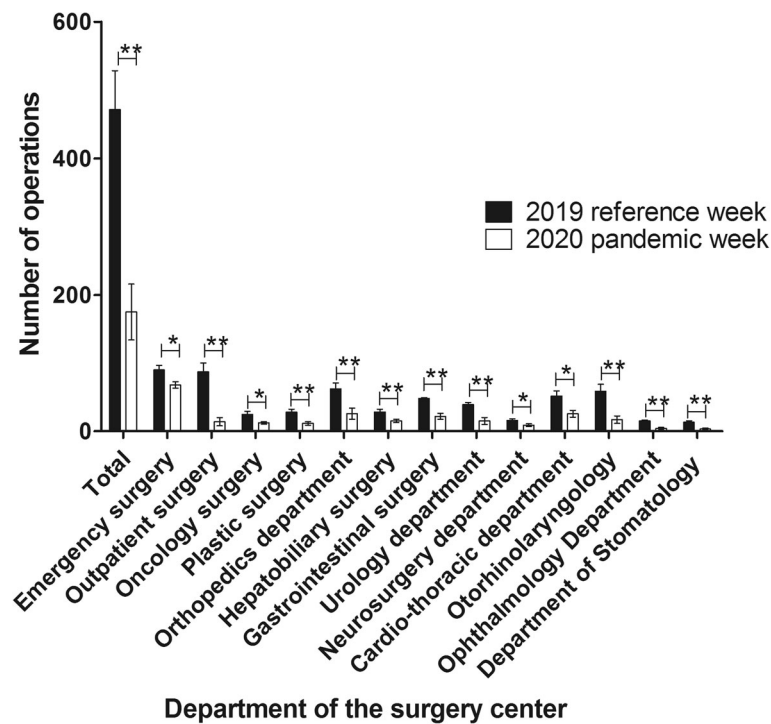 600
400
200
0
Number of operations
**
*
**
*
**
**
**
**
**
*
*
**
**
**
2019 reference week
2020 pandemic week
Total
Emergency surgery
Outpatient surgery
Oncology surgery
Plastic surgery
Orthopedics department
Hepatobiliary surgery
Gastrointestinal surgery
Urology department
Neurosurgery department
Cardio-thoracic department
Otorhinolaryngology
Ophthalmology Department
Department of Stomatology
Department of the surgery center